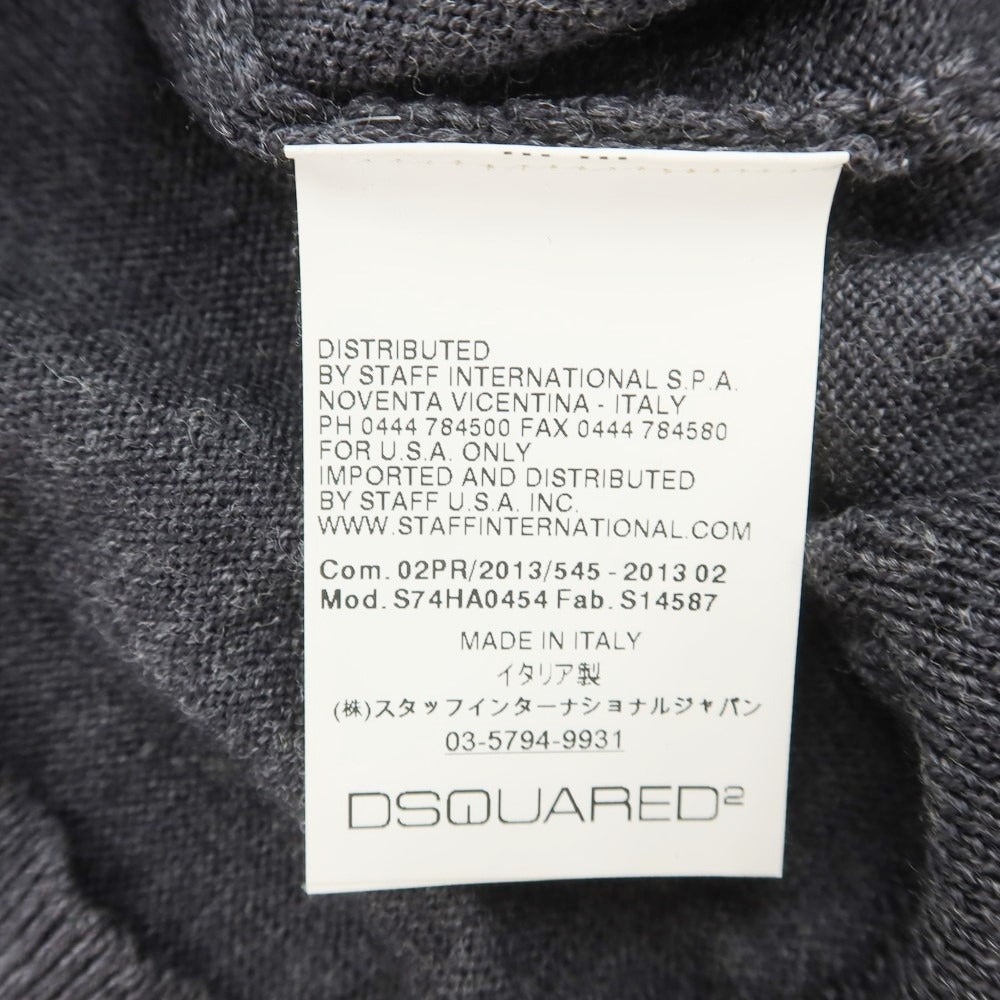 DISTRIBUTED
BY STAFF INTERNATIONAL S.P.A.
NOVENTA VICENTINA - ITALY
PH 0444 784500 FAX 0444 784580
FOR U.S.A. ONLY
IMPORTED AND DISTRIBUTED
BY STAFF U.S.A. INC.
WWW.STAFFINTERNATIONAL.COM
Com. 02PR/2013/545 - 2013 02
Mod. S74HA0454 Fab. S14587
MADE IN ITALY
イタリア製
(株)スタッフインターナショナルジャパン
03-5794-9931
DSQUARED²